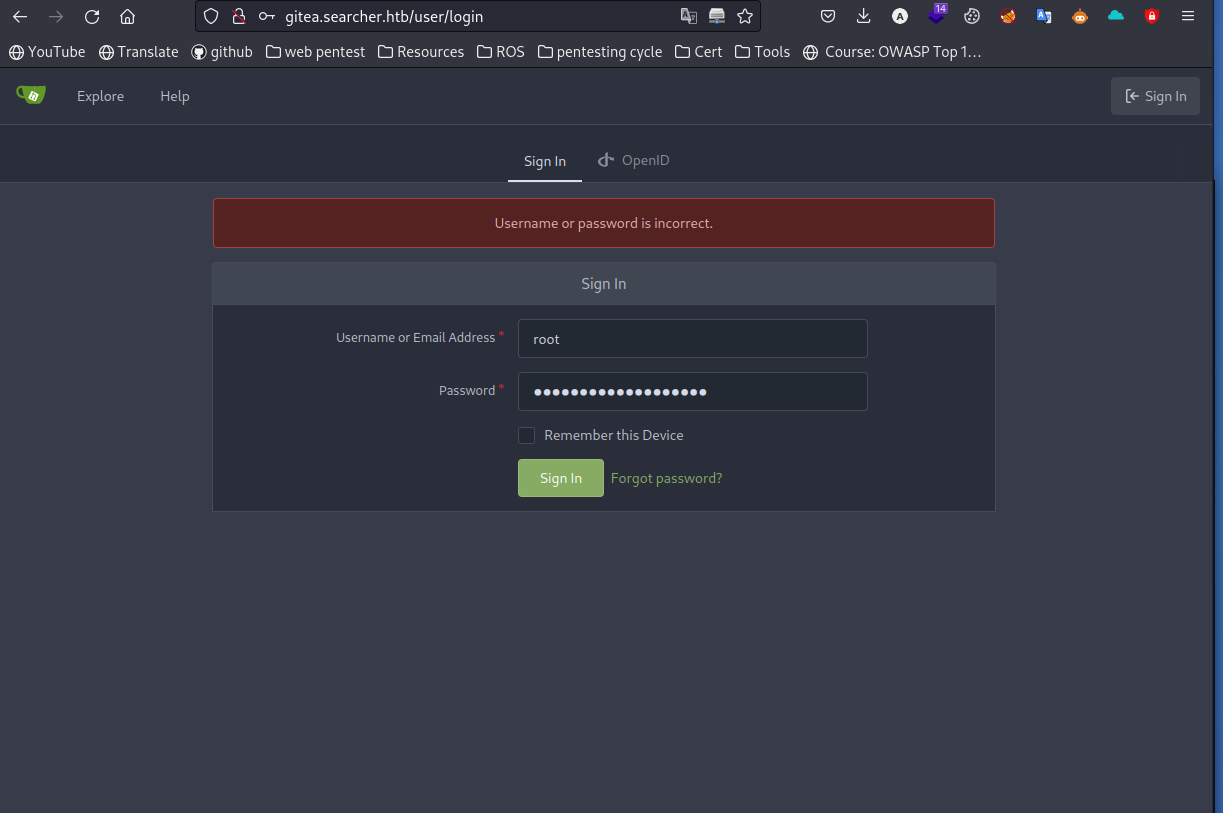 gitea.searcher.htb/user/login
14
YouTube Translate github web pentest Resources ROS pentesting cycle Cert Tools Course: OWASP Top 1…
Explore Help Sign In
Sign In OpenID
Username or password is incorrect.
Sign In
Username or Email Address * root
Password * ●●●●●●●●●●●●●●●●●●●
Remember this Device
Sign In Forgot password?